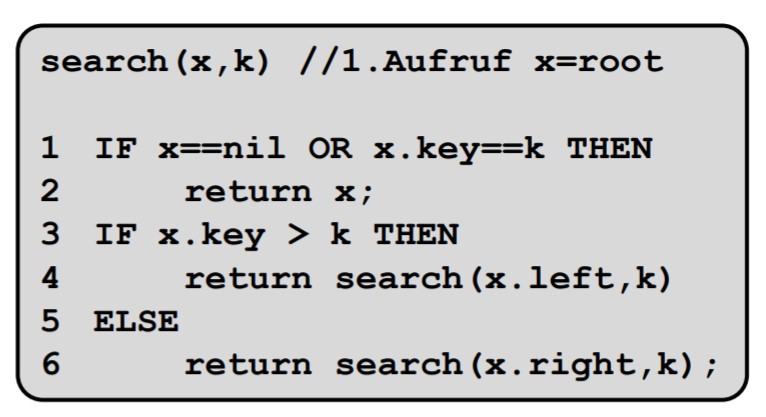 search(x,k) //1.Aufruf x=root
1 IF x==nil OR x.key==k THEN
2 return x;
3 IF x.key > k THEN
4 return search(x.left,k)
5 ELSE
6 return search(x.right,k);